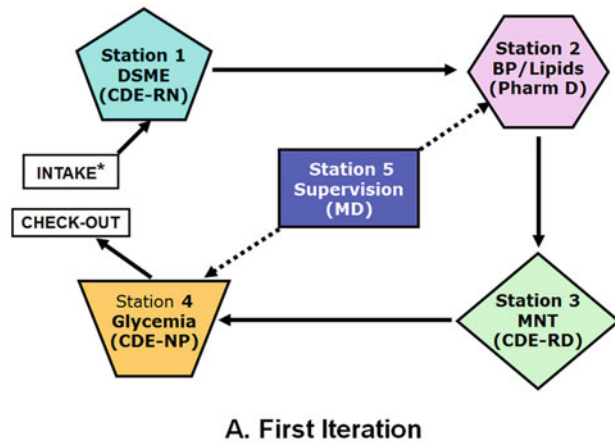 Station 1
DSME
(CDE-RN)
Station 2
BP/Lipids
(Pharm D)
INTAKE*
Station 5
Supervision
(MD)
CHECK-OUT
Station 4
Glycemia
(CDE-NP)
Station 3
MNT
(CDE-RD)
A. First Iteration